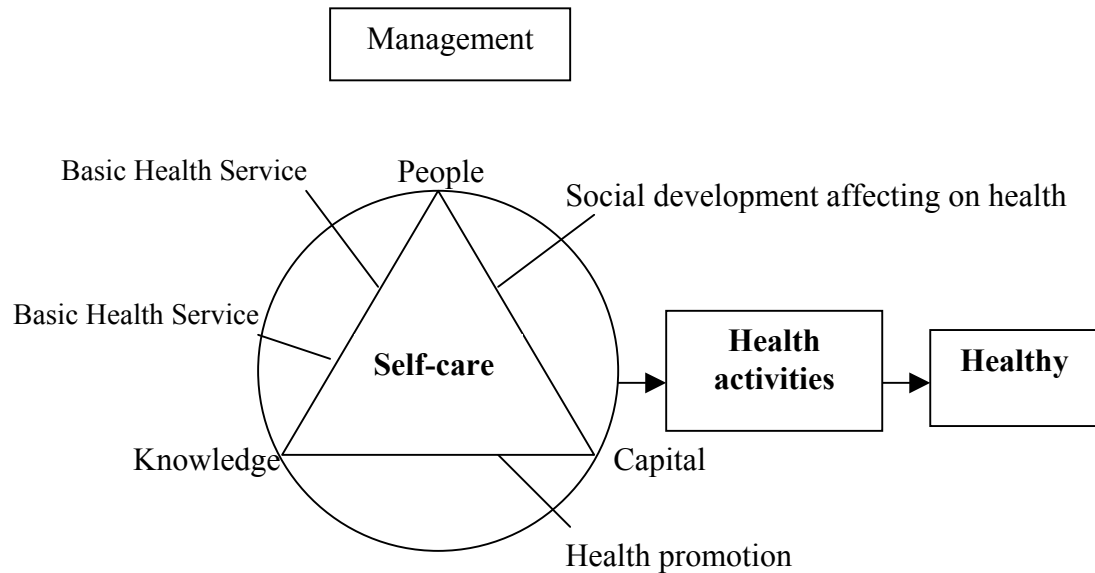 Management
Basic Health Service
People
Social development affecting on health
Basic Health Service
Self-care
Health
activities
Healthy
Knowledge
Capital
Health promotion